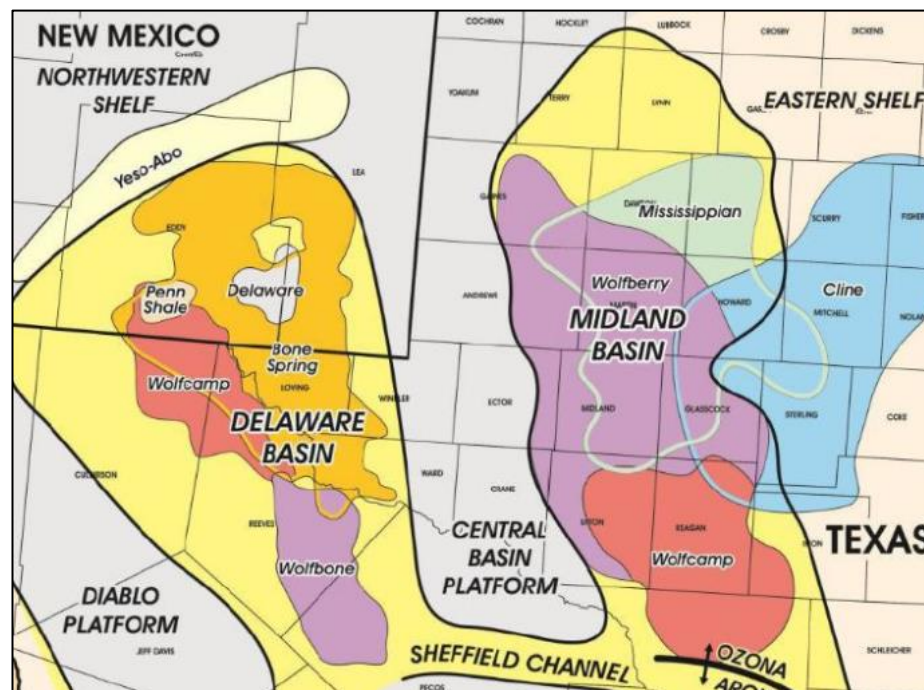 COCHRAN
HOCKLEY
LUBBOCK
CROSBY
DICKENS
NEW MEXICO
NORTHWESTERN
SHELF
YOAKUM
TERRY
LYNN
EASTERN SHELF
Yeso-Abo
LEA
EDDY
GAINES
Mississippian
SCURRY
FISHER
Penn
Shale
Delaware
ANDREWS
Wolfberry
MIDLAND
BASIN
HOWARD
Cline
MITCHELL
NOLAN
Bone
Spring
Wolfcamp
LOVING
WINKLER
ECTOR
MIDLAND
GLASSCOCK
STERLING
COKE
DELAWARE
BASIN
CULBERSON
WARD
CRANE
REEVES
CENTRAL
BASIN
PLATFORM
UPTON
REAGAN
Wolfcamp
TEXAS
Wolfbone
DIABLO
PLATFORM
JEFF DAVIS
SHEFFIELD CHANNEL
OZONA
SCHLEICHER
PECOS